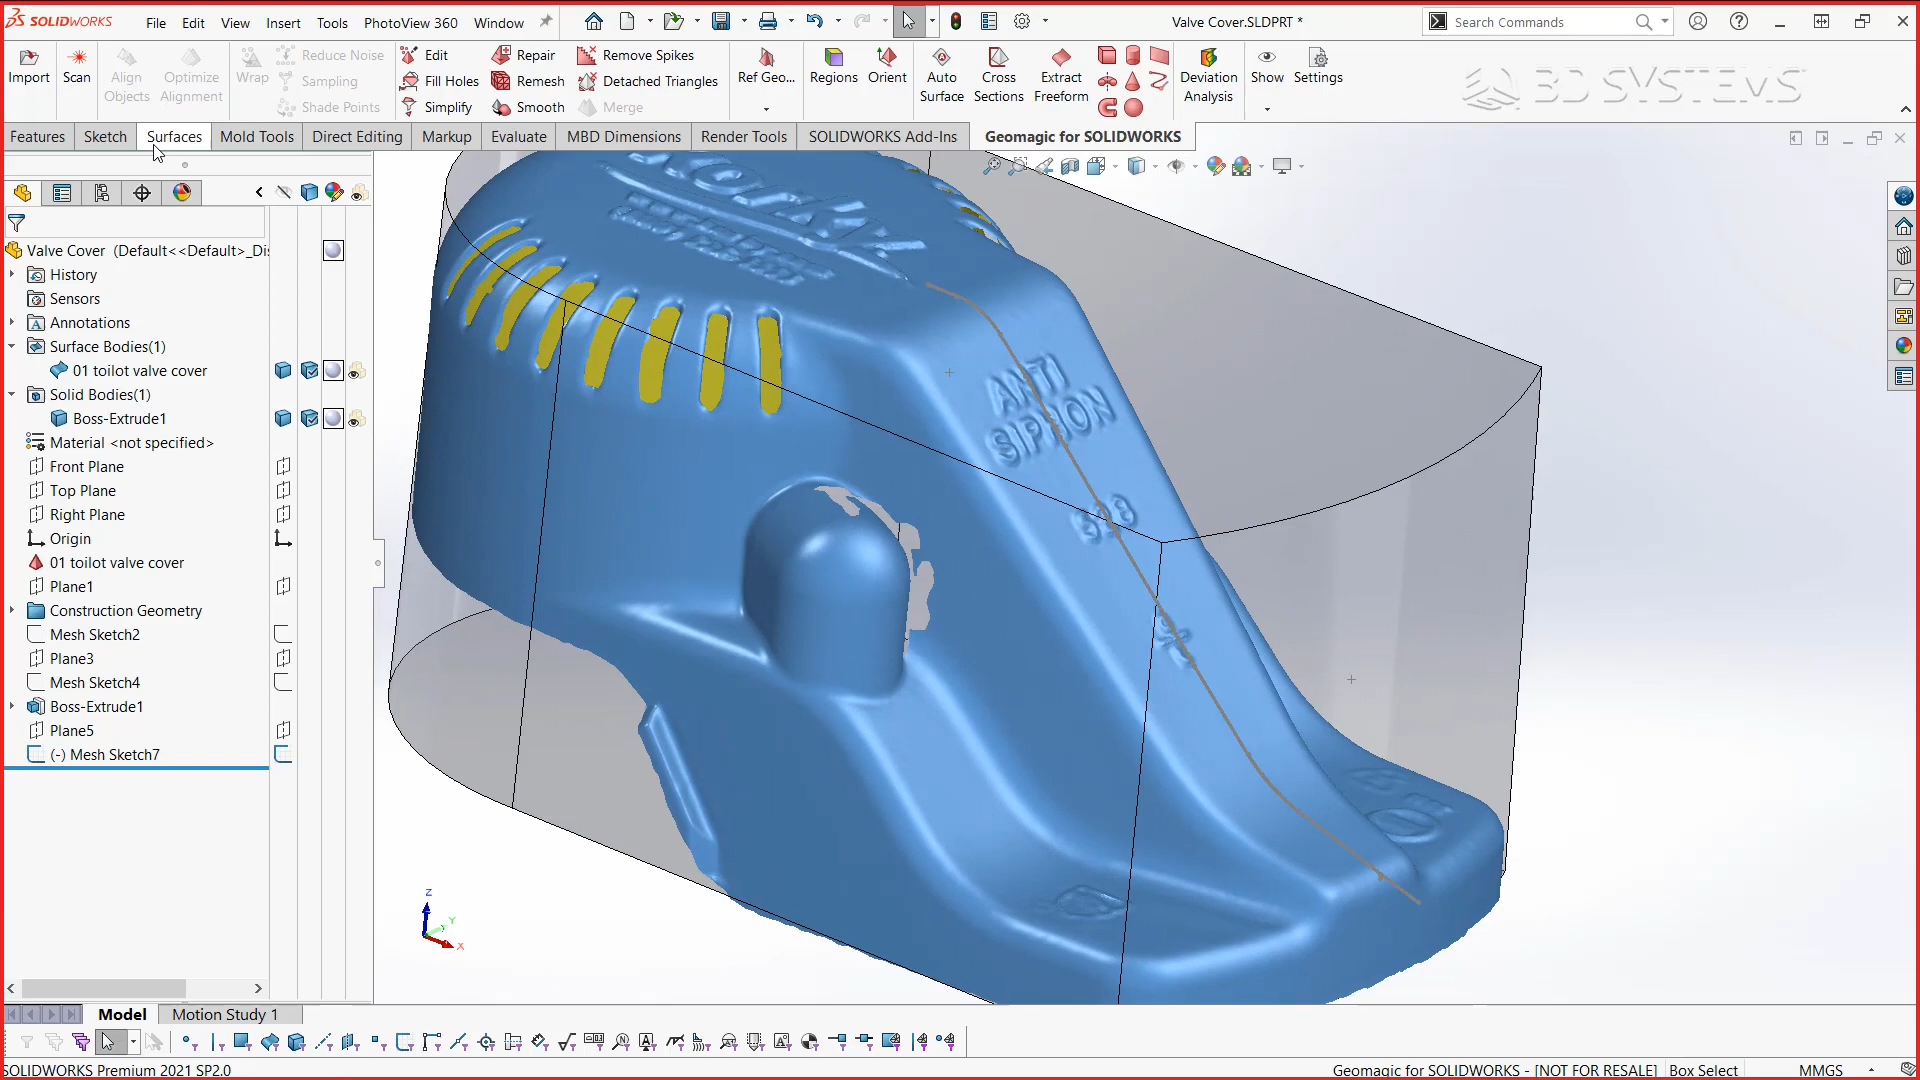 SOLIDWORKS File Edit View Insert Tools PhotoView 360 Window Valve Cover.SLDPRT * Search Commands
Import Scan Align Objects Optimize Alignment Wrap Reduce Noise Sampling Shade Points Edit Fill Holes Simplify Repair Remesh Smooth Remove Spikes Detached Triangles Merge Ref Geo... Regions Orient Auto Surface Cross Sections Extract Freeform Deviation Analysis Show Settings
3D SYSTEMS
Features Sketch Surfaces Mold Tools Direct Editing Markup Evaluate MBD Dimensions Render Tools SOLIDWORKS Add-Ins Geomagic for SOLIDWORKS
Valve Cover (Default<<Default>_Di
History
Sensors
Annotations
Surface Bodies(1)
01 toilot valve cover
Solid Bodies(1)
Boss-Extrude1
Material <not specified>
Front Plane
Top Plane
Right Plane
Origin
01 toilot valve cover
Plane1
Construction Geometry
Mesh Sketch2
Plane3
Mesh Sketch4
Boss-Extrude1
Plane5
(-) Mesh Sketch7
ANTI
SIPHON
Z
Y
X
Model Motion Study 1
SOLIDWORKS Premium 2021 SP2.0 Geomagic for SOLIDWORKS - [NOT FOR RESALE] Box Select MMGS